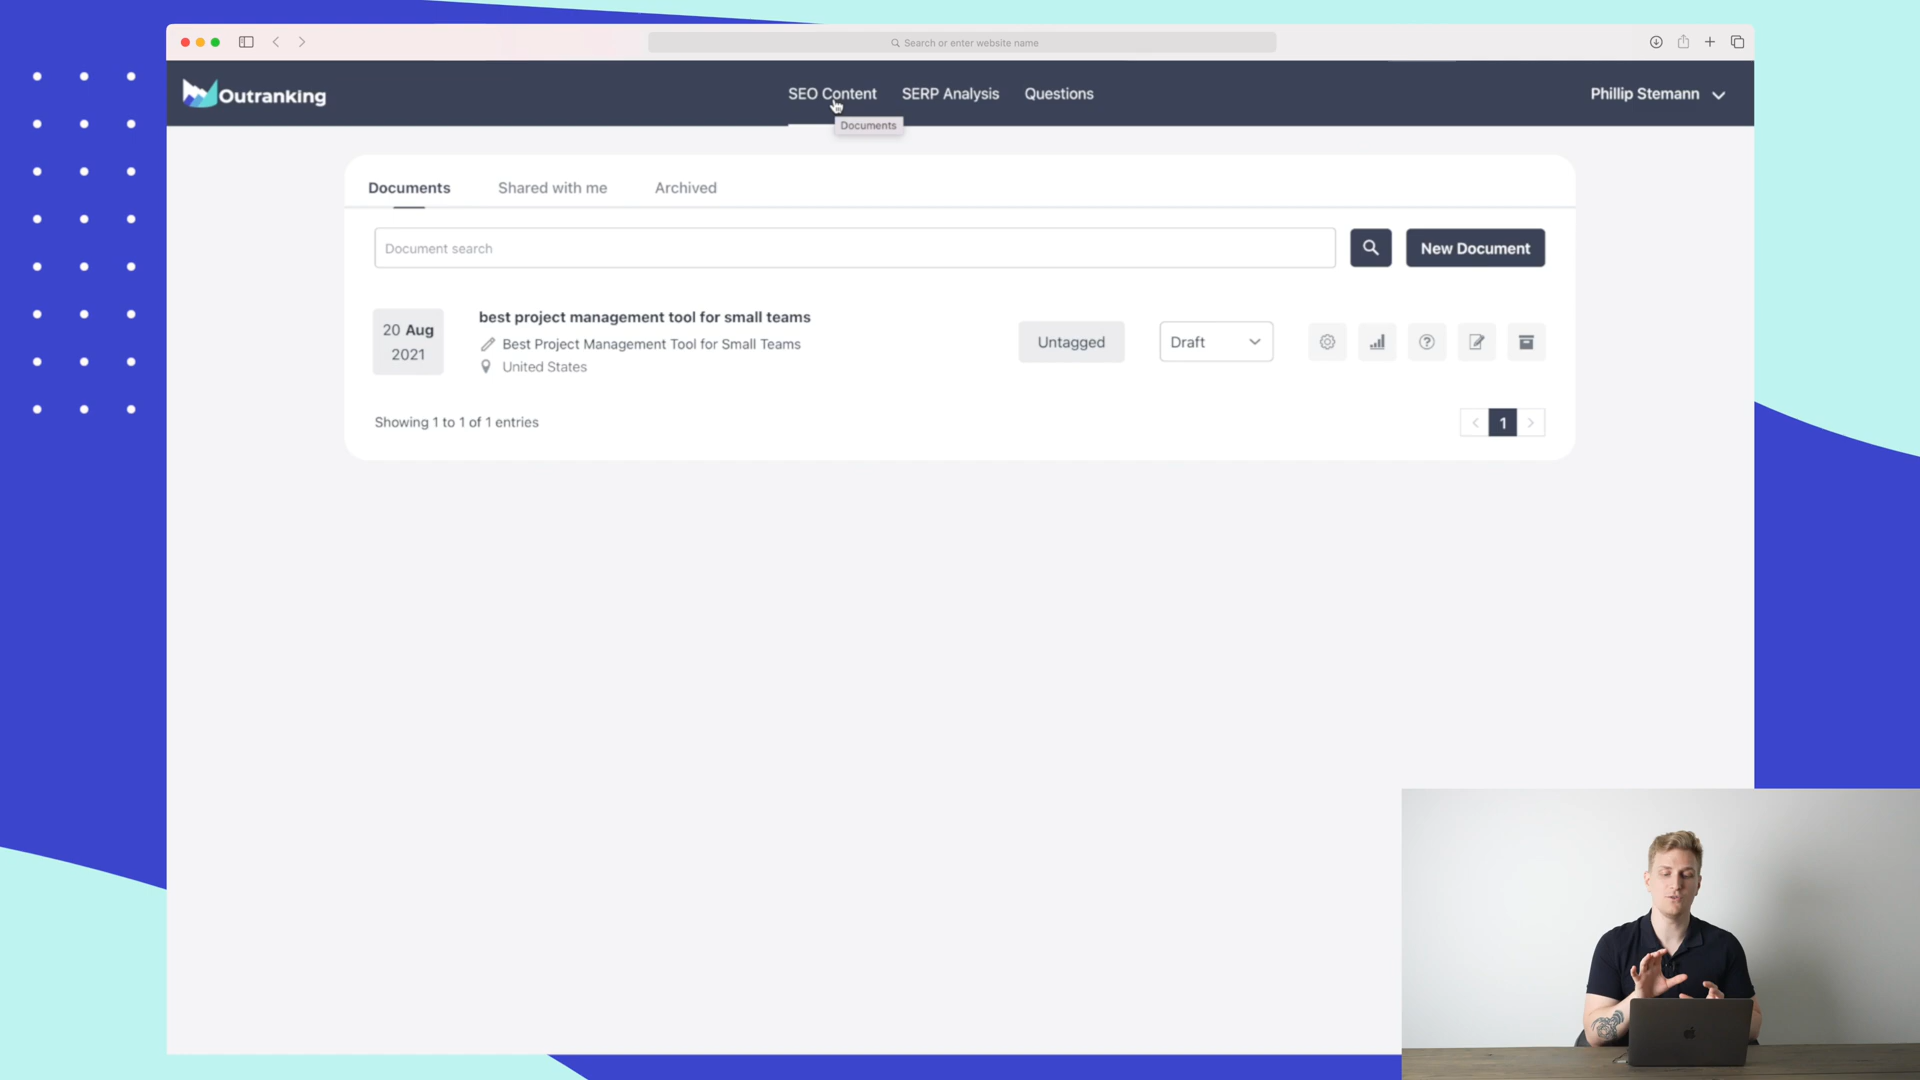 Search or enter website name
Outranking
SEO Content
SERP Analysis
Questions
Phillip Stemann
Documents
Documents
Shared with me
Archived
Document search
New Document
20 Aug
2021
best project management tool for small teams
Best Project Management Tool for Small Teams
United States
Untagged
Draft
Showing 1 to 1 of 1 entries
1